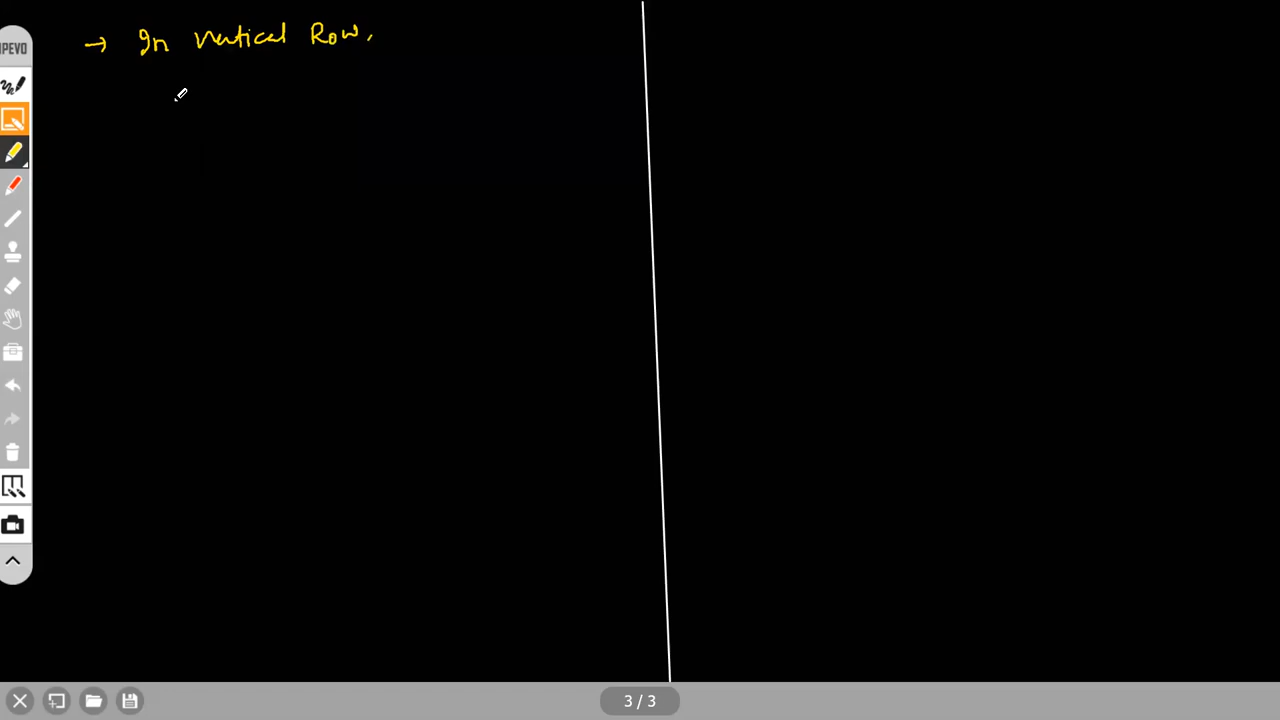 → In Vertical Row,
IPEVO
3 / 3